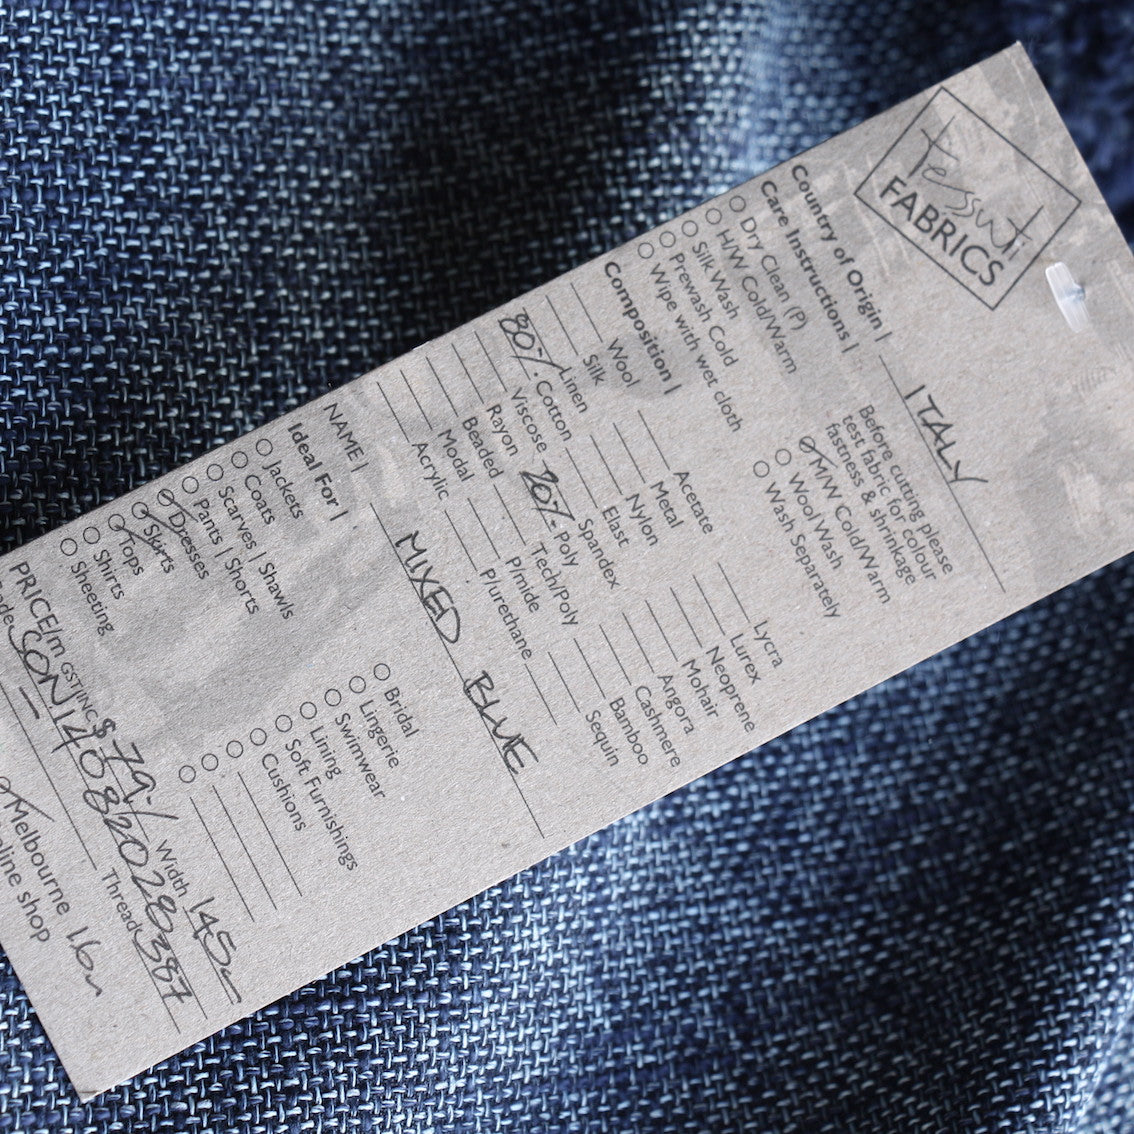 tessuti
FABRICS
Country of Origin | ITALY
Care Instructions |
Dry Clean (P)
H/W Cold/Warm
Silk Wash
Prewash Cold
Wipe with wet cloth
Before cutting please
test fabric for colour
fastness & shrinkage
M/W Cold/Warm
Wool Wash
Wash Separately
Composition |
Wool
Silk
Linen
80% Cotton
Viscose
Rayon
Beaded
Modal
Acrylic
Acetate
Metal
Nylon
Elast
Spandex
20% Poly
Tech/Poly
P/mide
P/urethane
Lycra
Lurex
Neoprene
Mohair
Angora
Cashmere
Bamboo
Sequin
NAME | MIXED BLUE
Ideal For |
Jackets
Coats
Scarves | Shawls
Pants | Shorts
Dresses
Skirts
Tops
Shirts
Sheeting
Bridal
Lingerie
Swimwear
Lining
Soft Furnishings
Cushions
PRICE/m GST|INC $ 79./ Width 145
Thread 387
Melbourne 1.6m
line shop